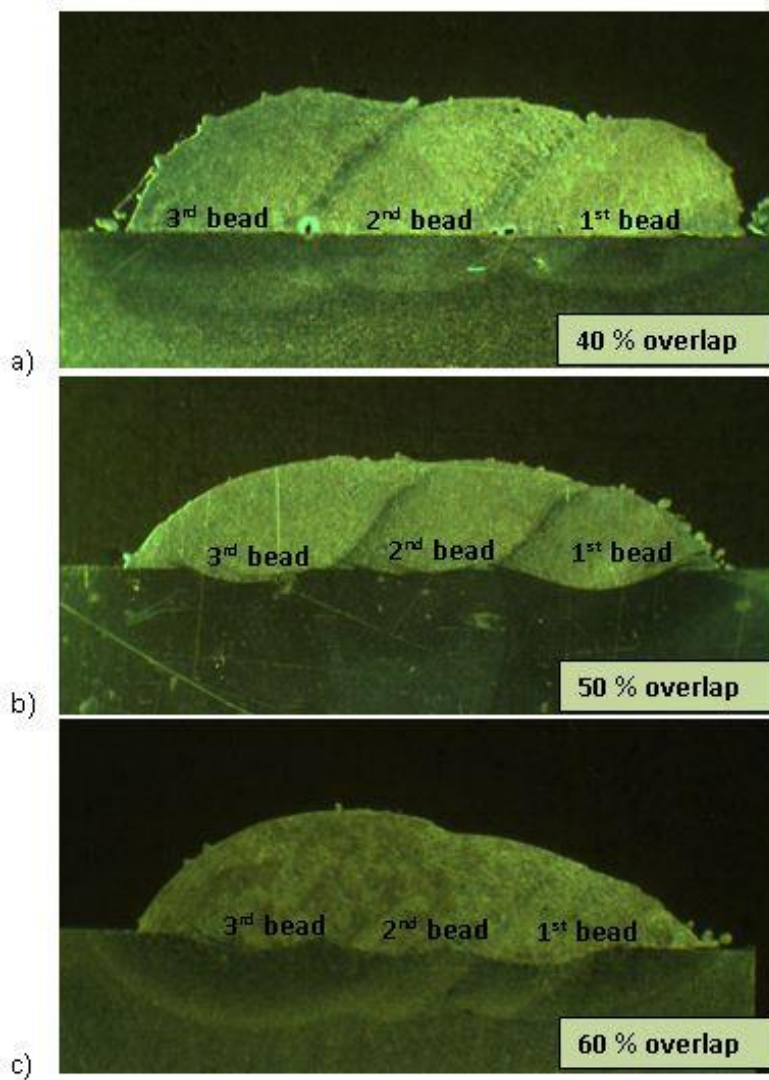 3rd bead 2nd bead 1st bead
40 % overlap
a)
3rd bead 2nd bead 1st bead
50 % overlap
b)
3rd bead 2nd bead 1st bead
60 % overlap
c)